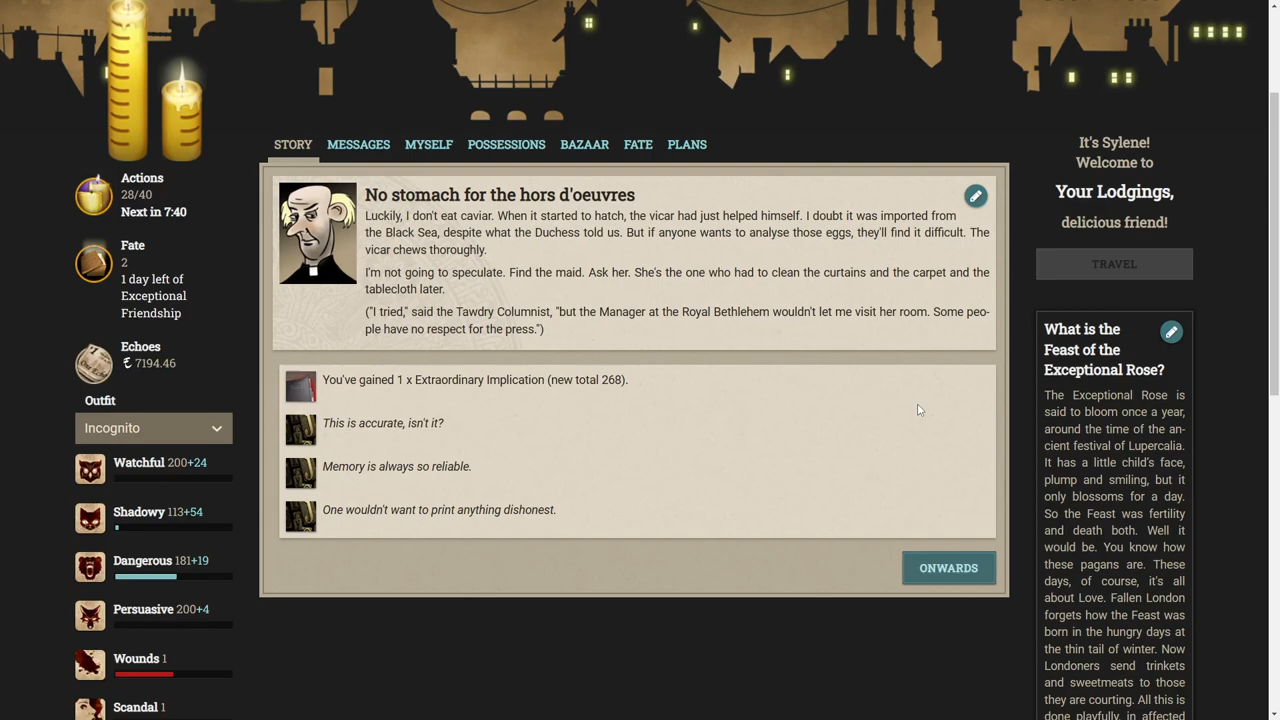 STORY
MESSAGES
MYSELF
POSSESSIONS
BAZAAR
FATE
PLANS
Actions
28/40
Next in 7:40
Fate
2
1 day left of
Exceptional
Friendship
Echoes
7194.46
Outfit
Incognito
Watchful 200+24
Shadowy 113+54
Dangerous 181+19
Persuasive 200+4
Wounds 1
Scandal 1
No stomach for the hors d'oeuvres
Luckily, I don't eat caviar. When it started to hatch, the vicar had just helped himself. I doubt it was imported from
the Black Sea, despite what the Duchess told us. But if anyone wants to analyse those eggs, they'll find it difficult. The
vicar chews thoroughly.
I'm not going to speculate. Find the maid. Ask her. She's the one who had to clean the curtains and the carpet and the
tablecloth later.
("I tried," said the Tawdry Columnist, "but the Manager at the Royal Bethlehem wouldn't let me visit her room. Some peo-
ple have no respect for the press.")
You've gained 1 x Extraordinary Implication (new total 268).
This is accurate, isn't it?
Memory is always so reliable.
One wouldn't want to print anything dishonest.
ONWARDS
It's Sylene!
Welcome to
Your Lodgings,
delicious friend!
TRAVEL
What is the
Feast of the
Exceptional Rose?
The Exceptional Rose is
said to bloom once a year,
around the time of the an-
cient festival of Lupercalia.
It has a little child's face,
plump and smiling, but it
only blossoms for a day.
So the Feast was fertility
and death both. Well it
would be. You know how
these pagans are. These
days, of course, it's all
about Love. Fallen London
forgets how the Feast was
born in the hungry days at
the thin tail of winter. Now
Londoners send trinkets
and sweetmeats to those
they are courting. All this is
done playfully, in affected